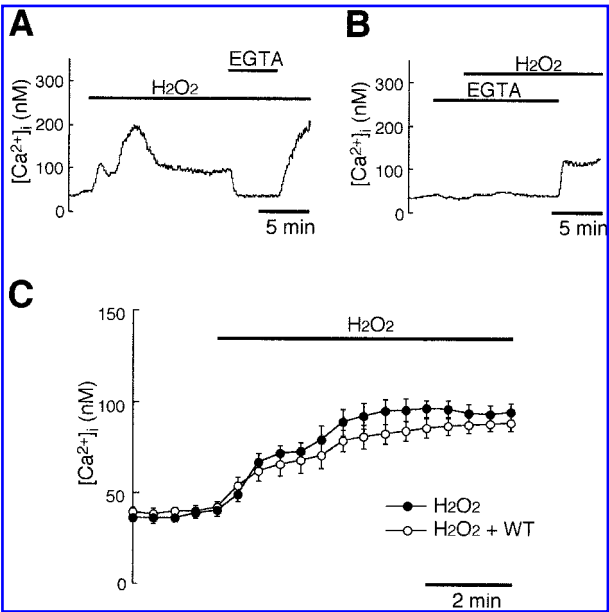 A
EGTA
H2O2
[Ca2+]i (nM)
300
200
100
0
5 min
B
H2O2
EGTA
[Ca2+]i (nM)
300
200
100
0
5 min
C
H2O2
[Ca2+]i (nM)
150
100
50
0
H2O2
H2O2 + WT
2 min